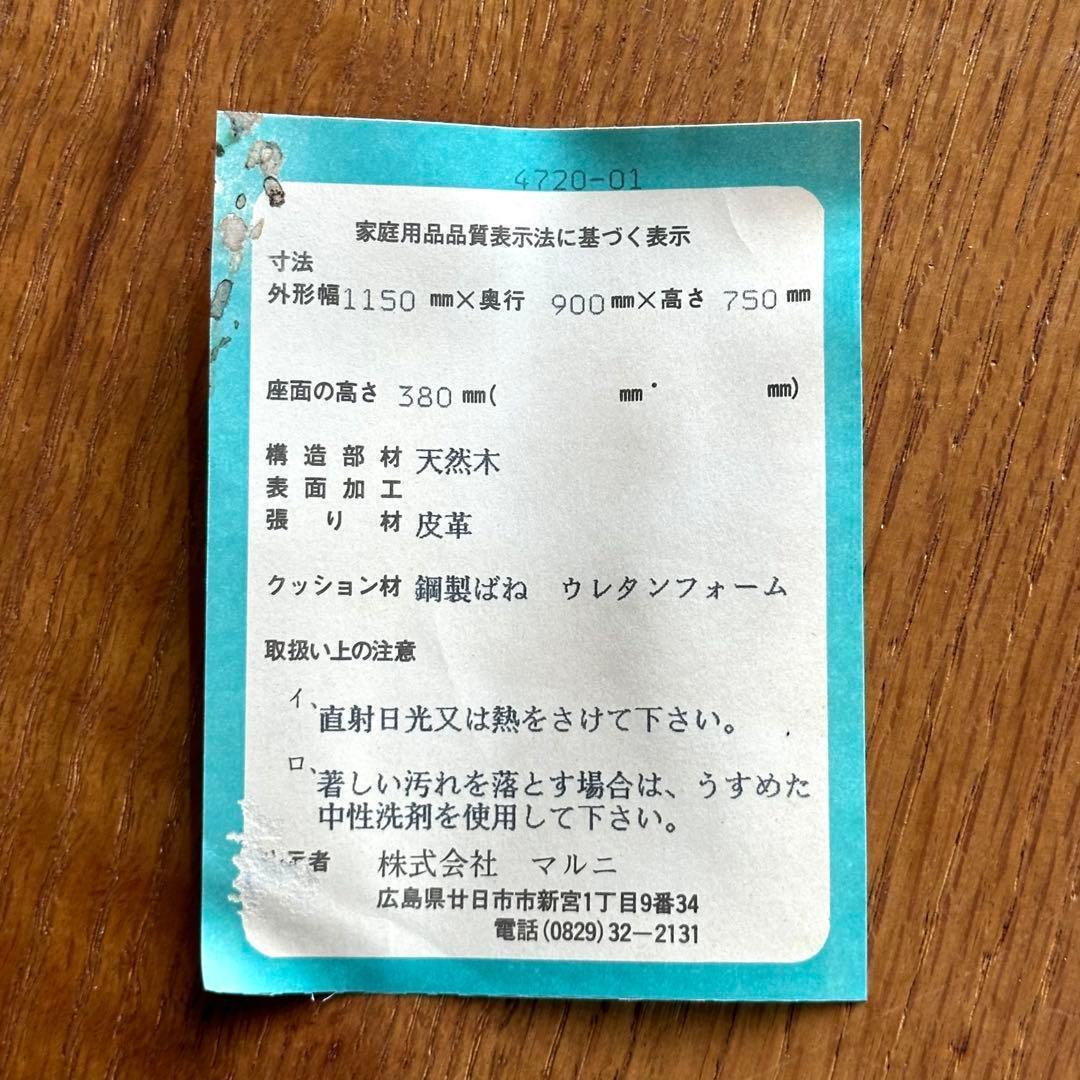 4720-01
家庭用品品質表示法に基づく表示
寸法
外形幅1150 mm×奥行 900mm×高さ 750mm
座面の高さ 380mm( mm・ mm)
構造部材 天然木
表面加工
張り材 皮革
クッション材 鋼製ばね ウレタンフォーム
取扱い上の注意
イ、直射日光又は熱をさけて下さい。
ロ、著しい汚れを落とす場合は、うすめた
中性洗剤を使用して下さい。
示者 株式会社 マルニ
広島県廿日市市新宮1丁目9番34
電話(0829)32—2131